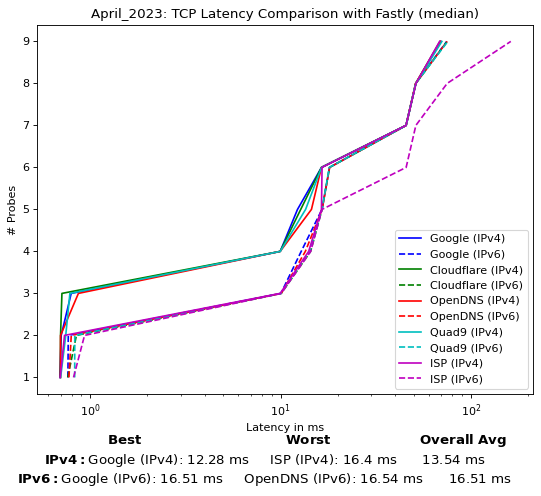 April_2023: TCP Latency Comparison with Fastly (median)
# Probes
9
8
7
6
5
4
3
2
1
10⁰
10¹
10²
Latency in ms
Google (IPv4)
Google (IPv6)
Cloudflare (IPv4)
Cloudflare (IPv6)
OpenDNS (IPv4)
OpenDNS (IPv6)
Quad9 (IPv4)
Quad9 (IPv6)
ISP (IPv4)
ISP (IPv6)
Best Worst Overall Avg
IPv4: Google (IPv4): 12.28 ms ISP (IPv4): 16.4 ms 13.54 ms
IPv6: Google (IPv6): 16.51 ms OpenDNS (IPv6): 16.54 ms 16.51 ms